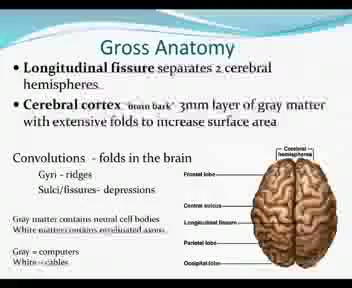 Gross Anatomy
• Longitudinal fissure separates 2 cerebral
hemispheres
• Cerebral cortex "brain bark" 3mm layer of gray matter
with extensive folds to increase surface area
Convolutions - folds in the brain
Gyri - ridges
Sulci/fissures- depressions
Gray matter contains neural cell bodies
White matter contains myelinated axons
Gray = computers
White = cables
Cerebral
hemispheres
Frontal lobe
Central sulcus
Longitudinal fissure
Parietal lobe
Occipital lobe